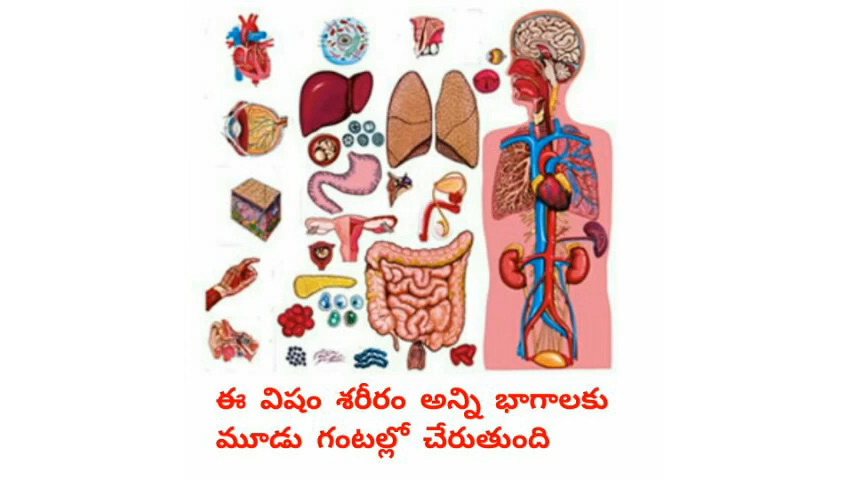 ఈ విషం శరీరం అన్ని భాగాలకు
మూడు గంటల్లో చేరుతుంది